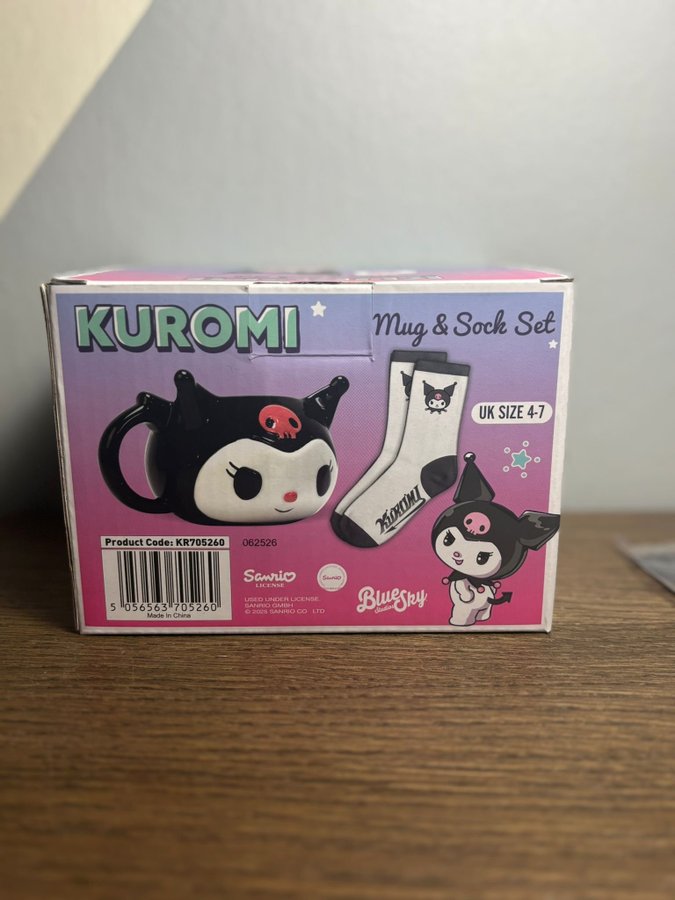 KUROMI
Mug & Sock Set
UK SIZE 4-7
KUROMI
Product Code: KR705260
062526
5 056563 705260
Made In China
Sanrio
LICENSE
Sanrio
USED UNDER LICENSE.
SANRIO GMBH
© 2025 SANRIO CO LTD
BlueSky
Studios